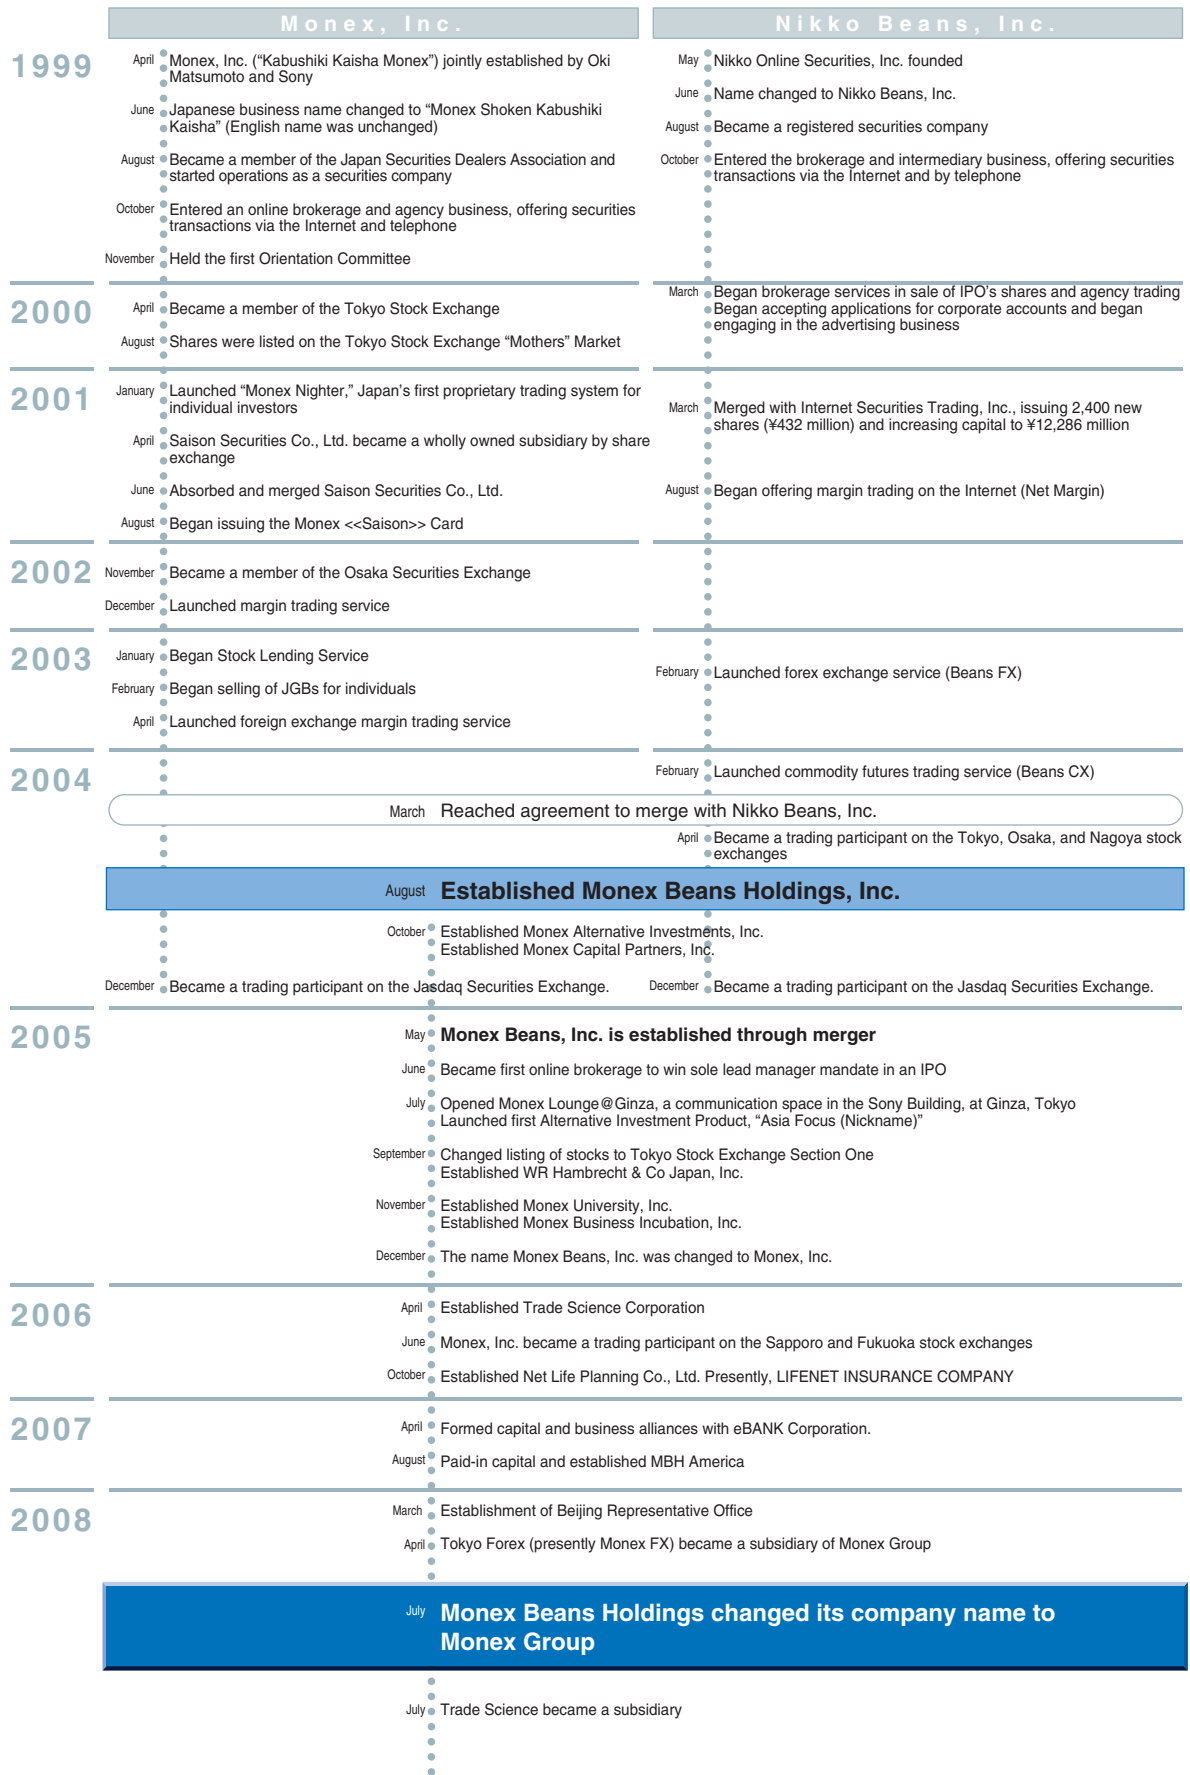 Monex, Inc.
Nikko Beans, Inc.
1999
April Monex, Inc. (“Kabushiki Kaisha Monex”) jointly established by Oki
Matsumoto and Sony
June Japanese business name changed to “Monex Shoken Kabushiki
Kaisha” (English name was unchanged)
August Became a member of the Japan Securities Dealers Association and
started operations as a securities company
October Entered an online brokerage and agency business, offering securities
transactions via the Internet and telephone
November Held the first Orientation Committee
May Nikko Online Securities, Inc. founded
June Name changed to Nikko Beans, Inc.
August Became a registered securities company
October Entered the brokerage and intermediary business, offering securities
transactions via the Internet and by telephone
2000
April Became a member of the Tokyo Stock Exchange
August Shares were listed on the Tokyo Stock Exchange “Mothers” Market
March Began brokerage services in sale of IPO’s shares and agency trading
Began accepting applications for corporate accounts and began
engaging in the advertising business
2001
January Launched “Monex Nighter,” Japan’s first proprietary trading system for
individual investors
April Saison Securities Co., Ltd. became a wholly owned subsidiary by share
exchange
June Absorbed and merged Saison Securities Co., Ltd.
August Began issuing the Monex <<Saison>> Card
March Merged with Internet Securities Trading, Inc., issuing 2,400 new
shares (¥432 million) and increasing capital to ¥12,286 million
August Began offering margin trading on the Internet (Net Margin)
2002
November Became a member of the Osaka Securities Exchange
December Launched margin trading service
2003
January Began Stock Lending Service
February Began selling of JGBs for individuals
April Launched foreign exchange margin trading service
February Launched forex exchange service (Beans FX)
2004
February Launched commodity futures trading service (Beans CX)
March Reached agreement to merge with Nikko Beans, Inc.
April Became a trading participant on the Tokyo, Osaka, and Nagoya stock
exchanges
August Established Monex Beans Holdings, Inc.
October Established Monex Alternative Investments, Inc.
Established Monex Capital Partners, Inc.
December Became a trading participant on the Jasdaq Securities Exchange.
December Became a trading participant on the Jasdaq Securities Exchange.
2005
May Monex Beans, Inc. is established through merger
June Became first online brokerage to win sole lead manager mandate in an IPO
July Opened Monex Lounge@Ginza, a communication space in the Sony Building, at Ginza, Tokyo
Launched first Alternative Investment Product, “Asia Focus (Nickname)”
September Changed listing of stocks to Tokyo Stock Exchange Section One
Established WR Hambrecht & Co Japan, Inc.
November Established Monex University, Inc.
Established Monex Business Incubation, Inc.
December The name Monex Beans, Inc. was changed to Monex, Inc.
2006
April Established Trade Science Corporation
June Monex, Inc. became a trading participant on the Sapporo and Fukuoka stock exchanges
October Established Net Life Planning Co., Ltd. Presently, LIFENET INSURANCE COMPANY
2007
April Formed capital and business alliances with eBANK Corporation.
August Paid-in capital and established MBH America
2008
March Establishment of Beijing Representative Office
April Tokyo Forex (presently Monex FX) became a subsidiary of Monex Group
July Monex Beans Holdings changed its company name to
Monex Group
July Trade Science became a subsidiary